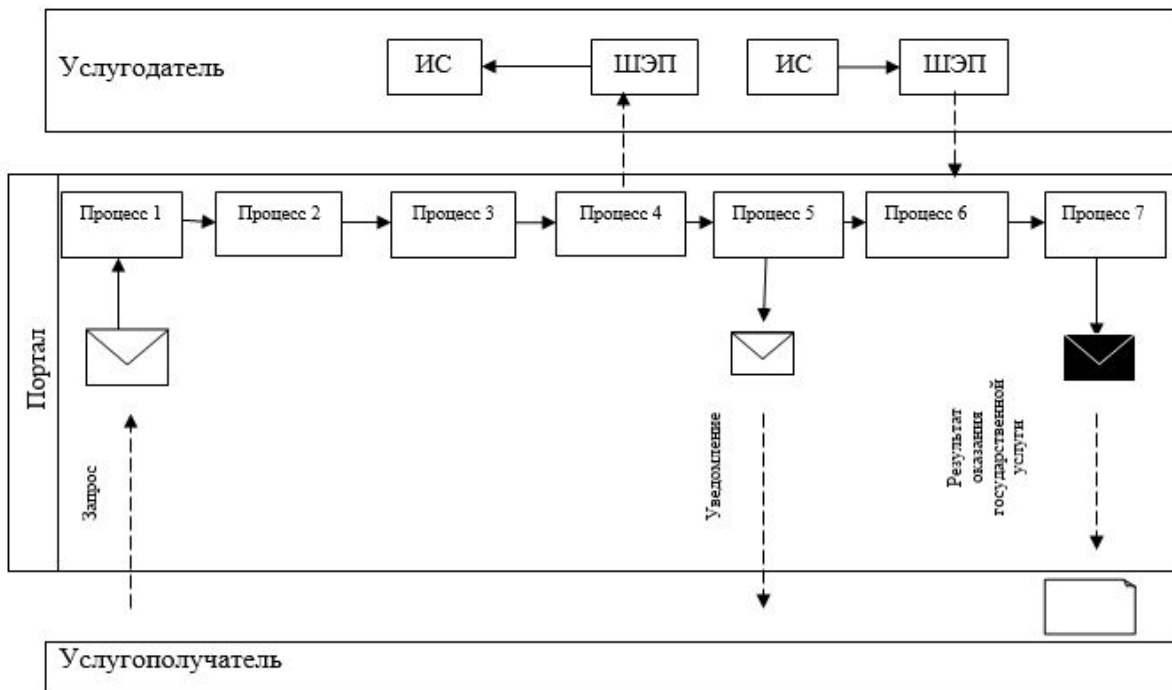 Услугодатель
ИС
ШЭП
ИС
ШЭП
Портал
Процесс 1
Процесс 2
Процесс 3
Процесс 4
Процесс 5
Процесс 6
Процесс 7
Запрос
Уведомление
Результат
оказания
государственной
услуги
Услугополучатель